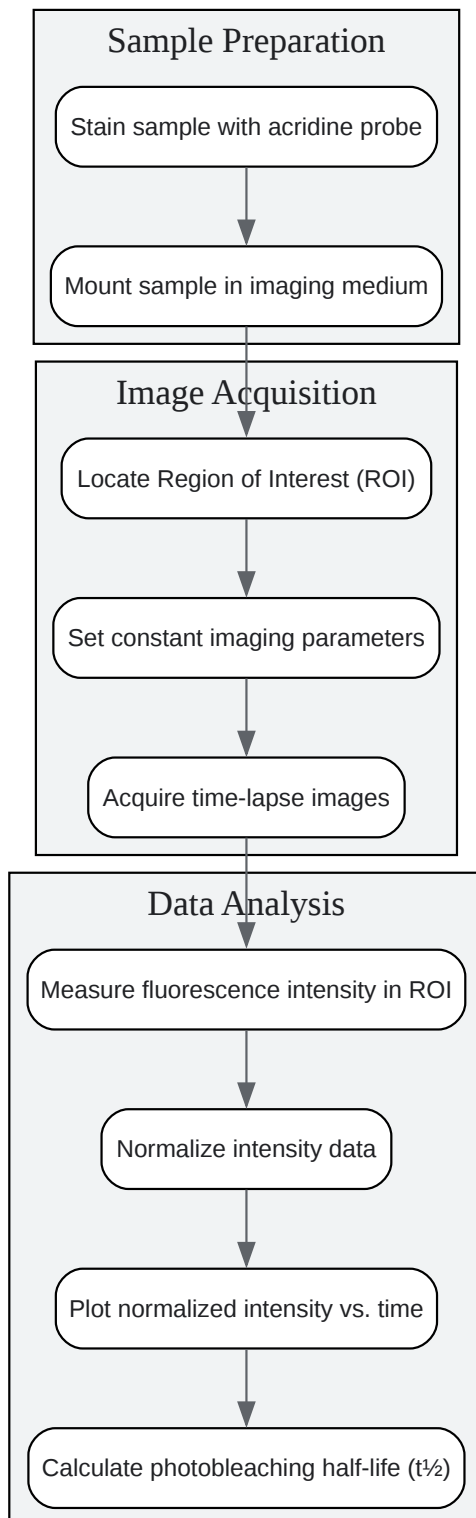 Sample Preparation
Stain sample with acridine probe
Mount sample in imaging medium
Image Acquisition
Locate Region of Interest (ROI)
Set constant imaging parameters
Acquire time-lapse images
Data Analysis
Measure fluorescence intensity in ROI
Normalize intensity data
Plot normalized intensity vs. time
Calculate photobleaching half-life (t½)